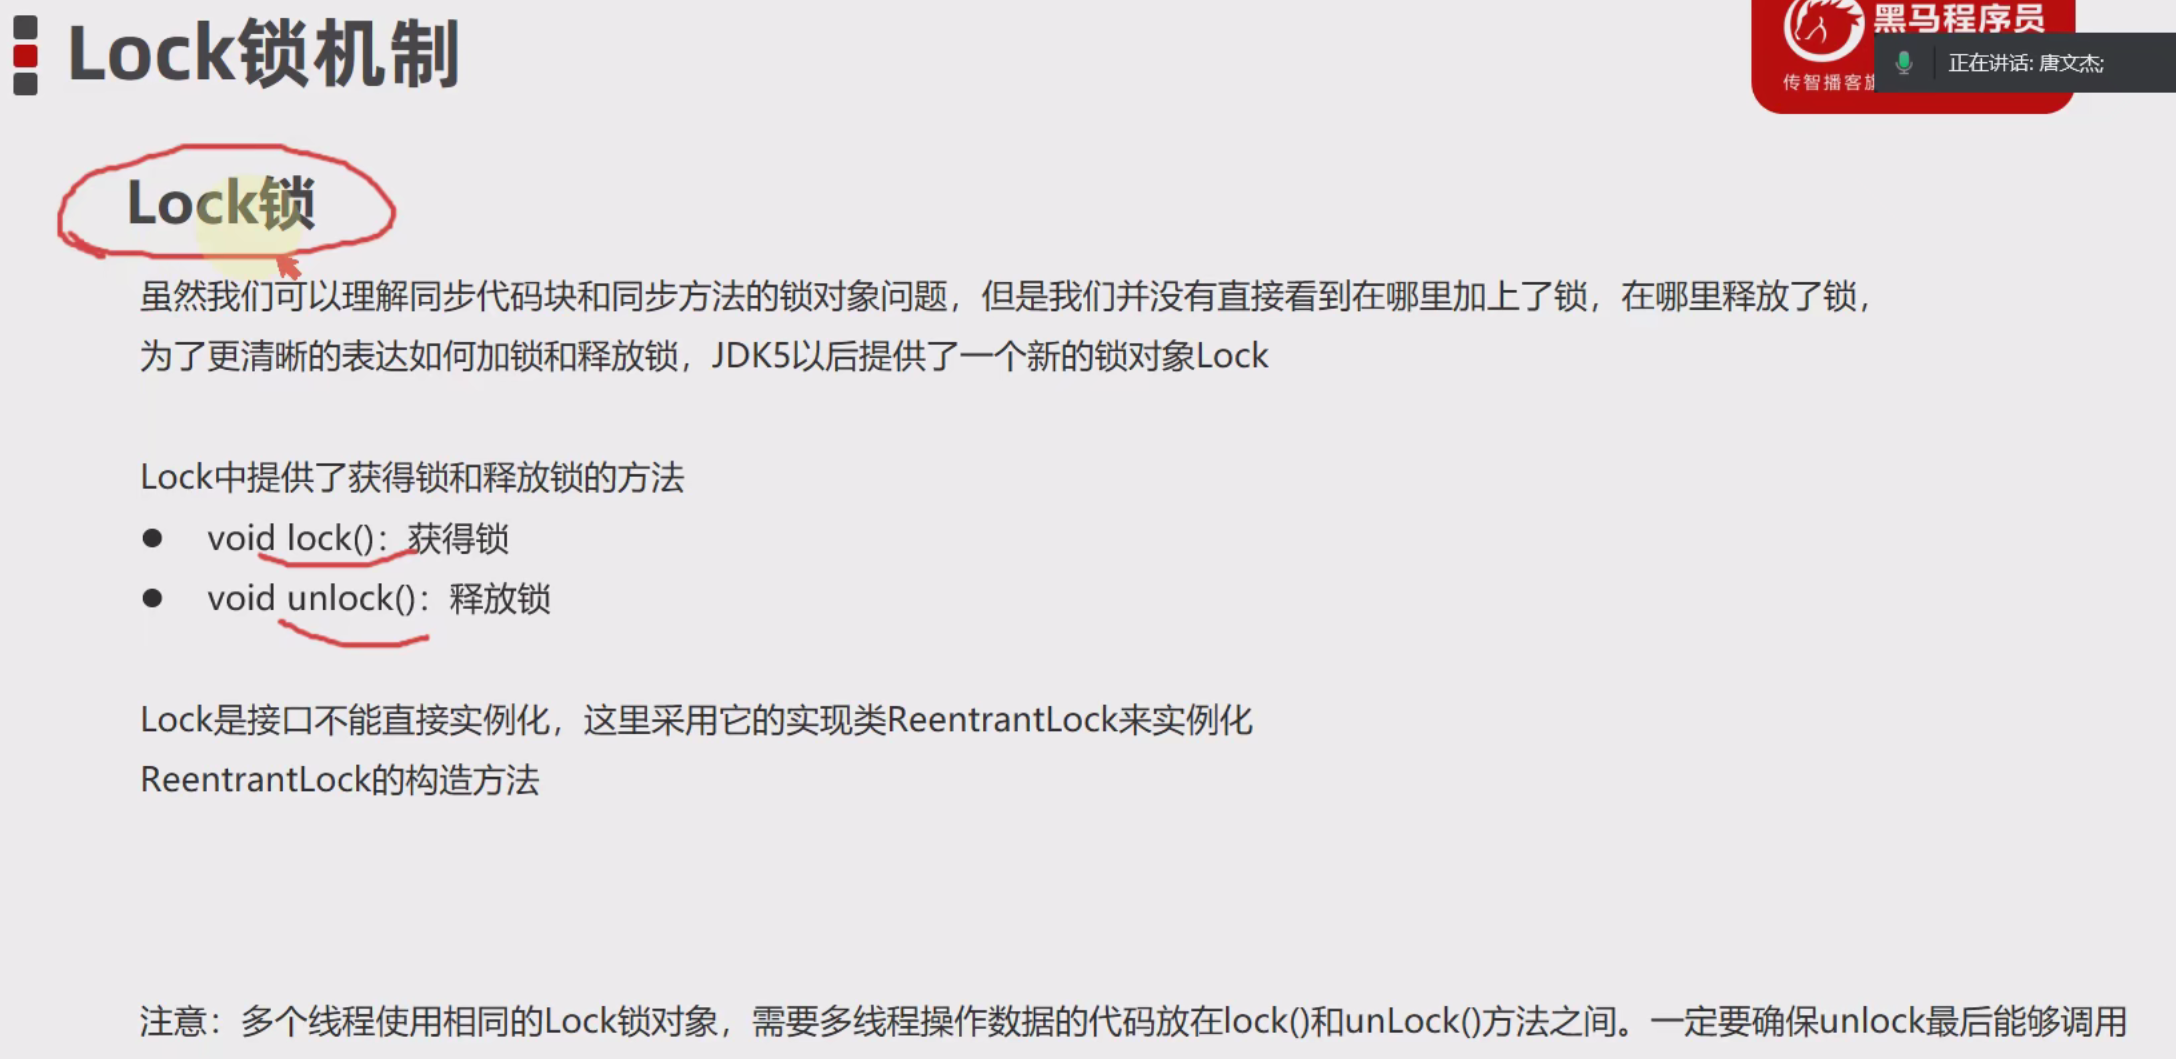 Lock锁机制
黑马程序员
正在讲话: 唐文杰;
传智播客旗
Lock锁
虽然我们可以理解同步代码块和同步方法的锁对象问题，但是我们并没有直接看到在哪里加上了锁，在哪里释放了锁，
为了更清晰的表达如何加锁和释放锁，JDK5以后提供了一个新的锁对象Lock
Lock中提供了获得锁和释放锁的方法
● void lock()：获得锁
● void unlock()：释放锁
Lock是接口不能直接实例化，这里采用它的实现类ReentrantLock来实例化
ReentrantLock的构造方法
注意：多个线程使用相同的Lock锁对象，需要多线程操作数据的代码放在lock()和unLock()方法之间。一定要确保unlock最后能够调用